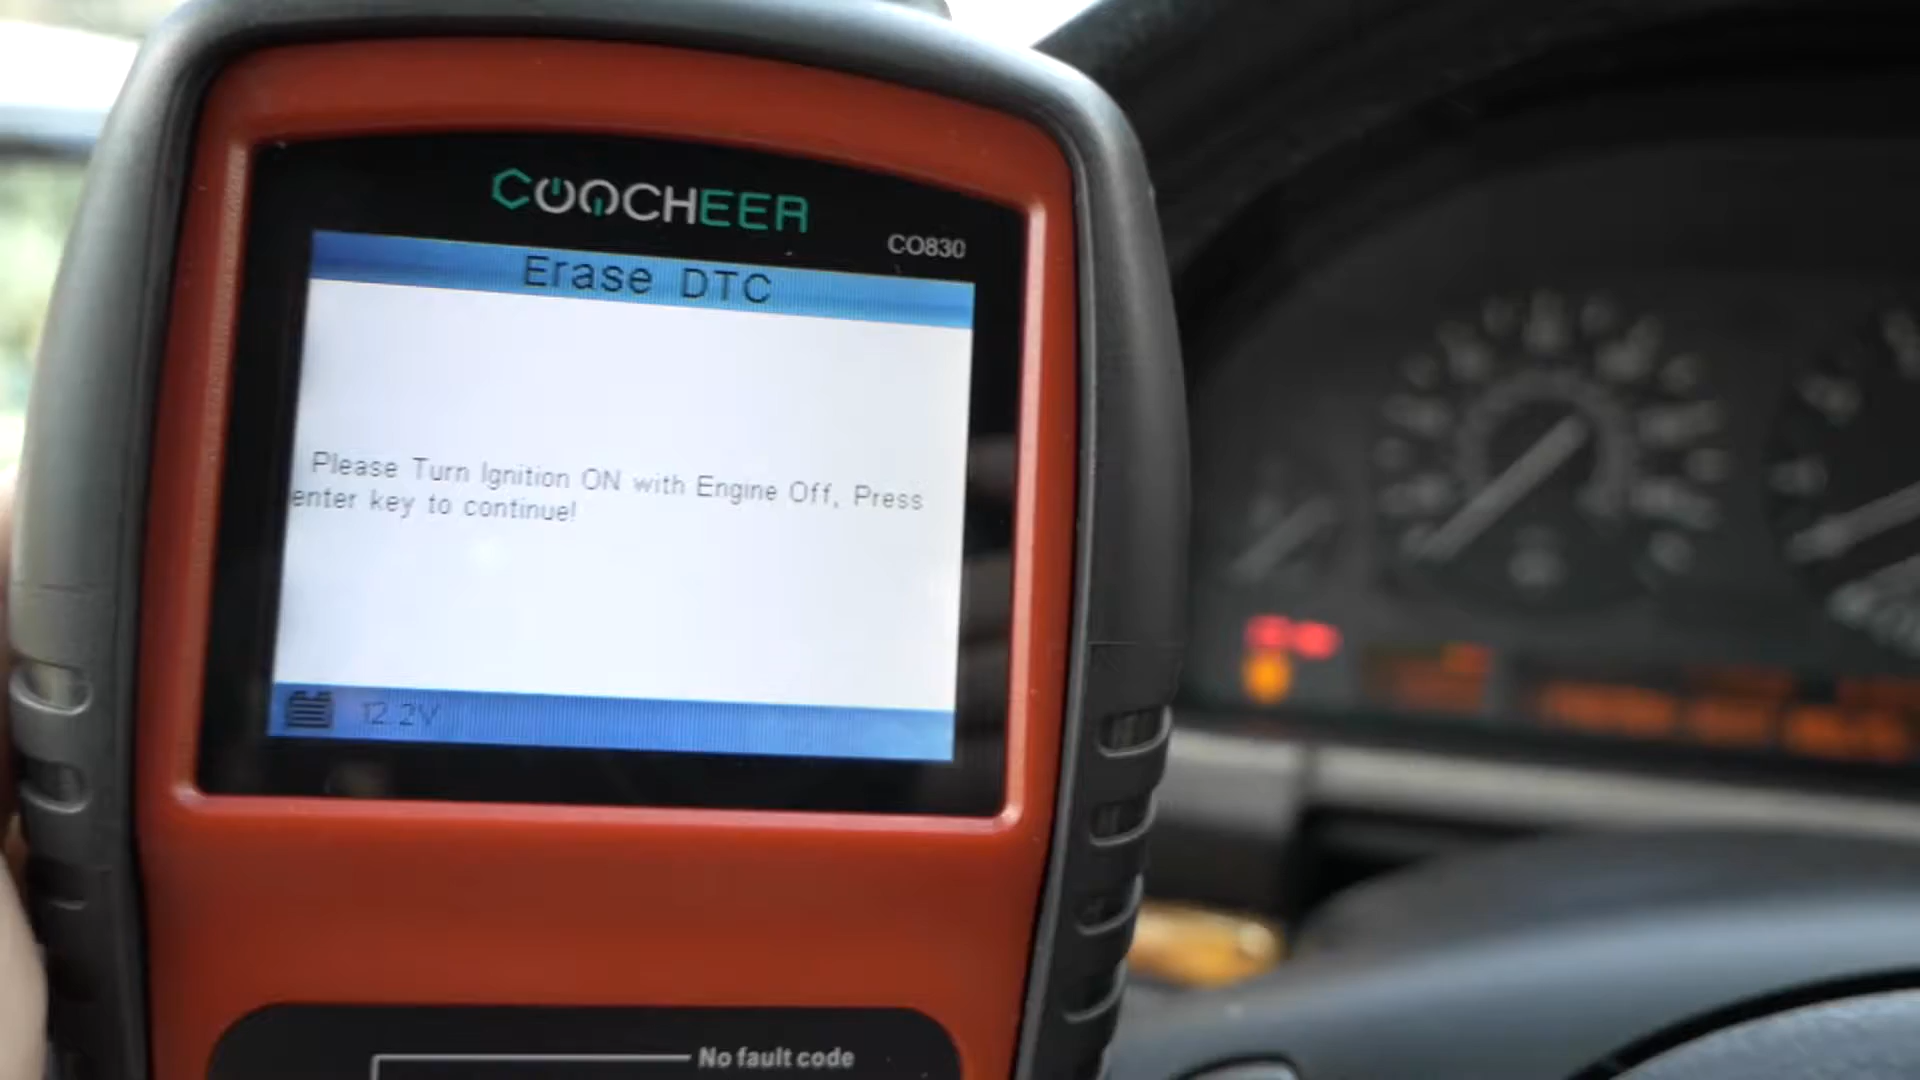 COOCHEER
CO830
Erase DTC
Please Turn Ignition ON with Engine Off, Press
enter key to continue!
12.2V
No fault code